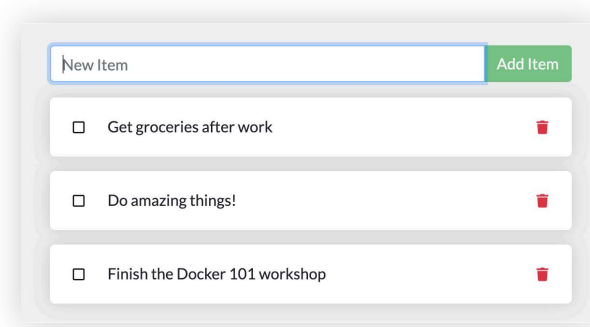 New Item
Add Item
Get groceries after work
Do amazing things!
Finish the Docker 101 workshop